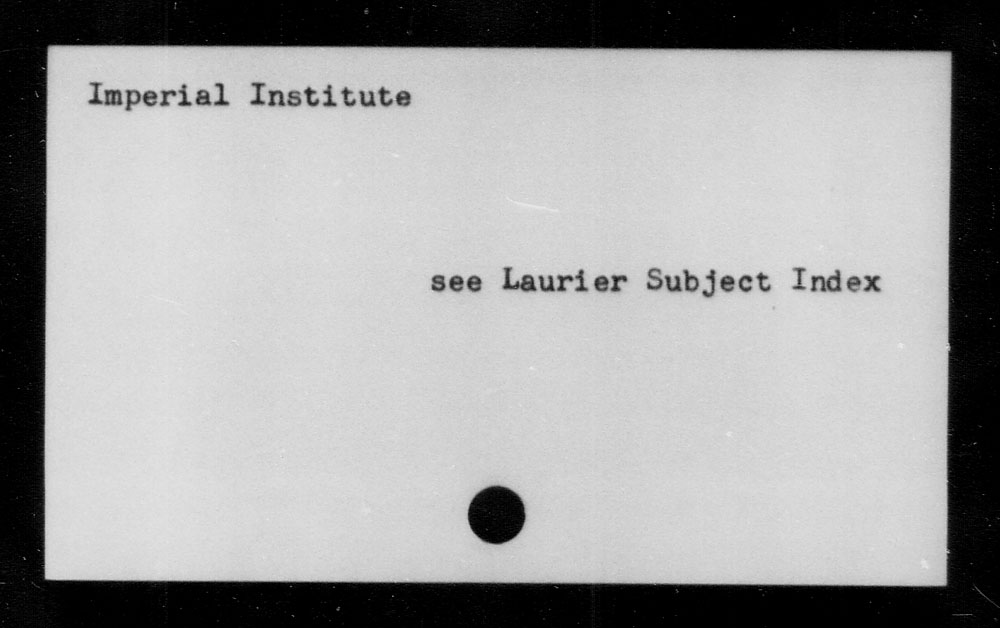 Imperial Institute
see Laurier Subject Index